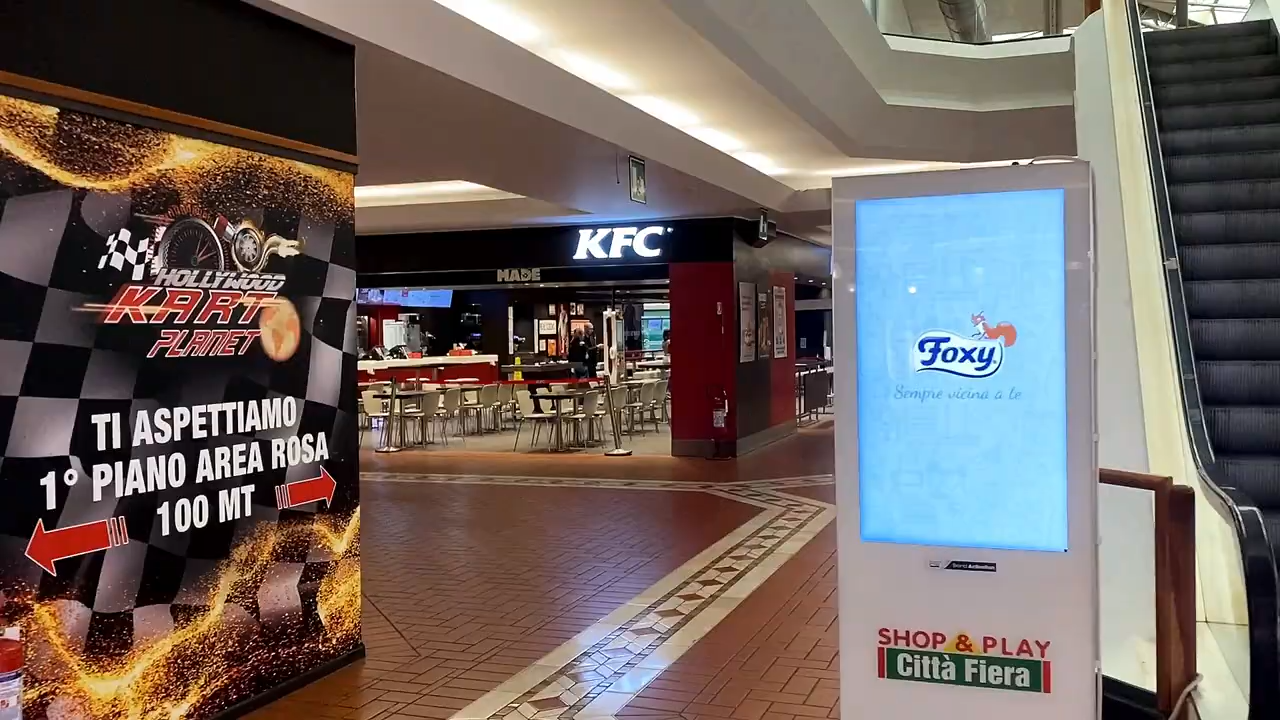 HOLLYWOOD
KART
PLANET
TI ASPETTIAMO
1° PIANO AREA ROSA
100 MT
KFC
MADE
Foxy
Sempre vicina a te
SHOP & PLAY
Città Fiera